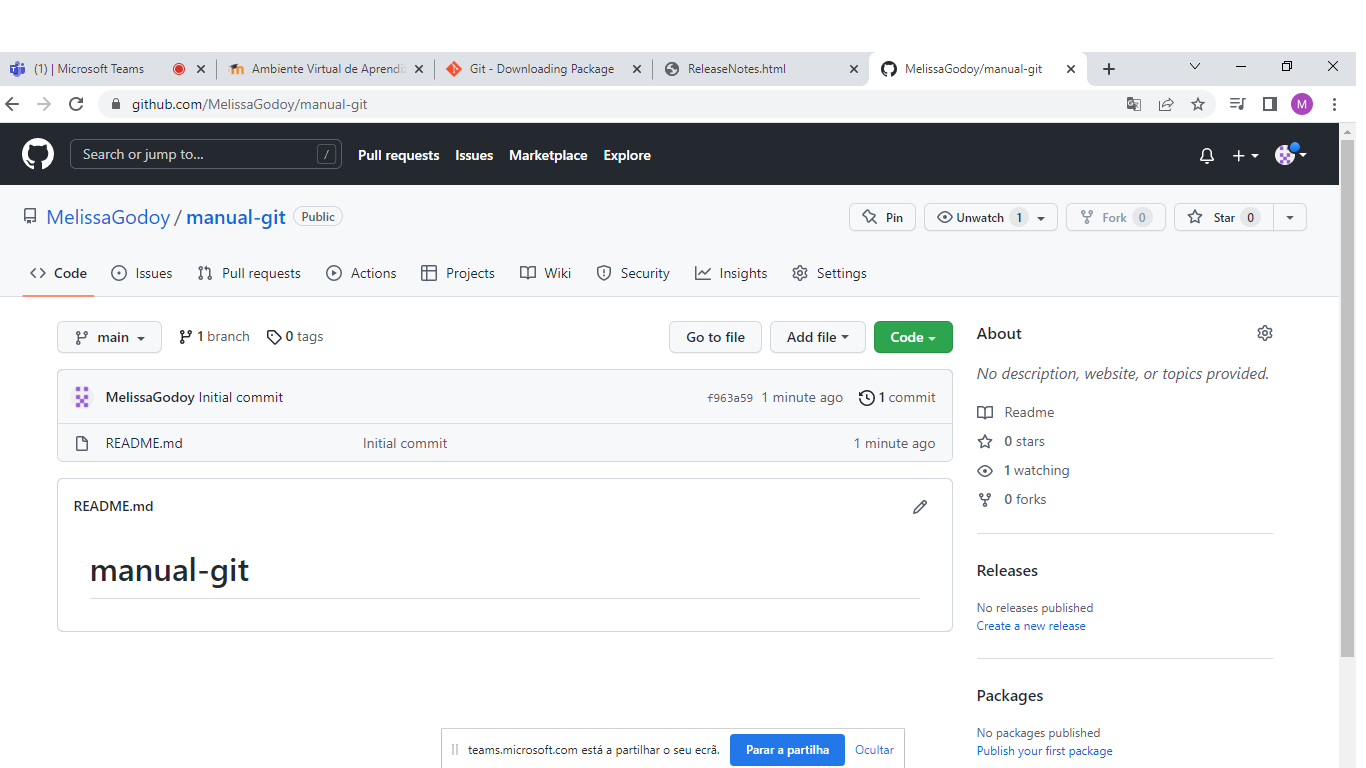 (1) | Microsoft Teams
Ambiente Virtual de Aprendi
Git - Downloading Package
ReleaseNotes.html
MelissaGodoy/manual-git
github.com/MelissaGodoy/manual-git
M
Search or jump to...
/
Pull requests
Issues
Marketplace
Explore
MelissaGodoy / manual-git
Public
Pin
Unwatch 1
Fork 0
Star 0
Code
Issues
Pull requests
Actions
Projects
Wiki
Security
Insights
Settings
main
1 branch
0 tags
Go to file
Add file
Code
MelissaGodoy Initial commit
f963a59 1 minute ago
1 commit
README.md
Initial commit
1 minute ago
README.md
manual-git
About
No description, website, or topics provided.
Readme
0 stars
1 watching
0 forks
Releases
No releases published
Create a new release
Packages
No packages published
Publish your first package
teams.microsoft.com está a partilhar o seu ecrã.
Parar a partilha
Ocultar